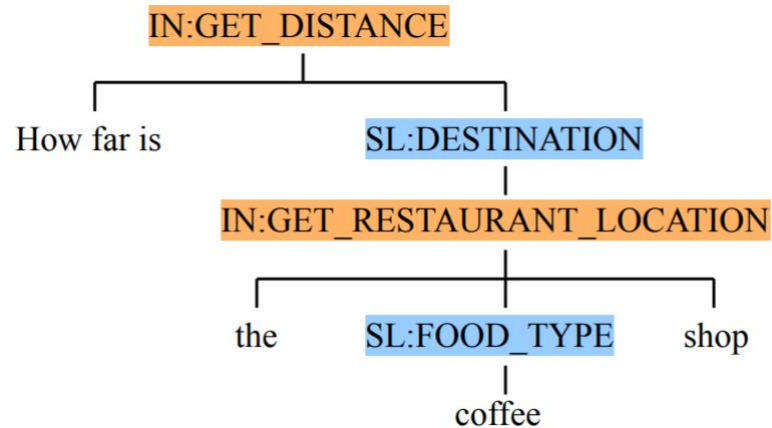 IN:GET_DISTANCE
How far is SL:DESTINATION
IN:GET_RESTAURANT_LOCATION
the SL:FOOD_TYPE shop
coffee